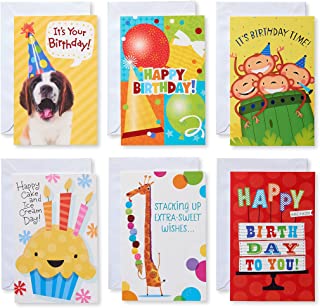 It's Your
Birthday!
HAPPY
BIRTHDAY!
IT'S BIRTHDAY TIME!
Happy
Cake,
and
Ice
Cream
Day!
STACKING UP
EXTRA-SWEET
WISHES...
HAPPY
BIRTH
DAY
TO YOU!